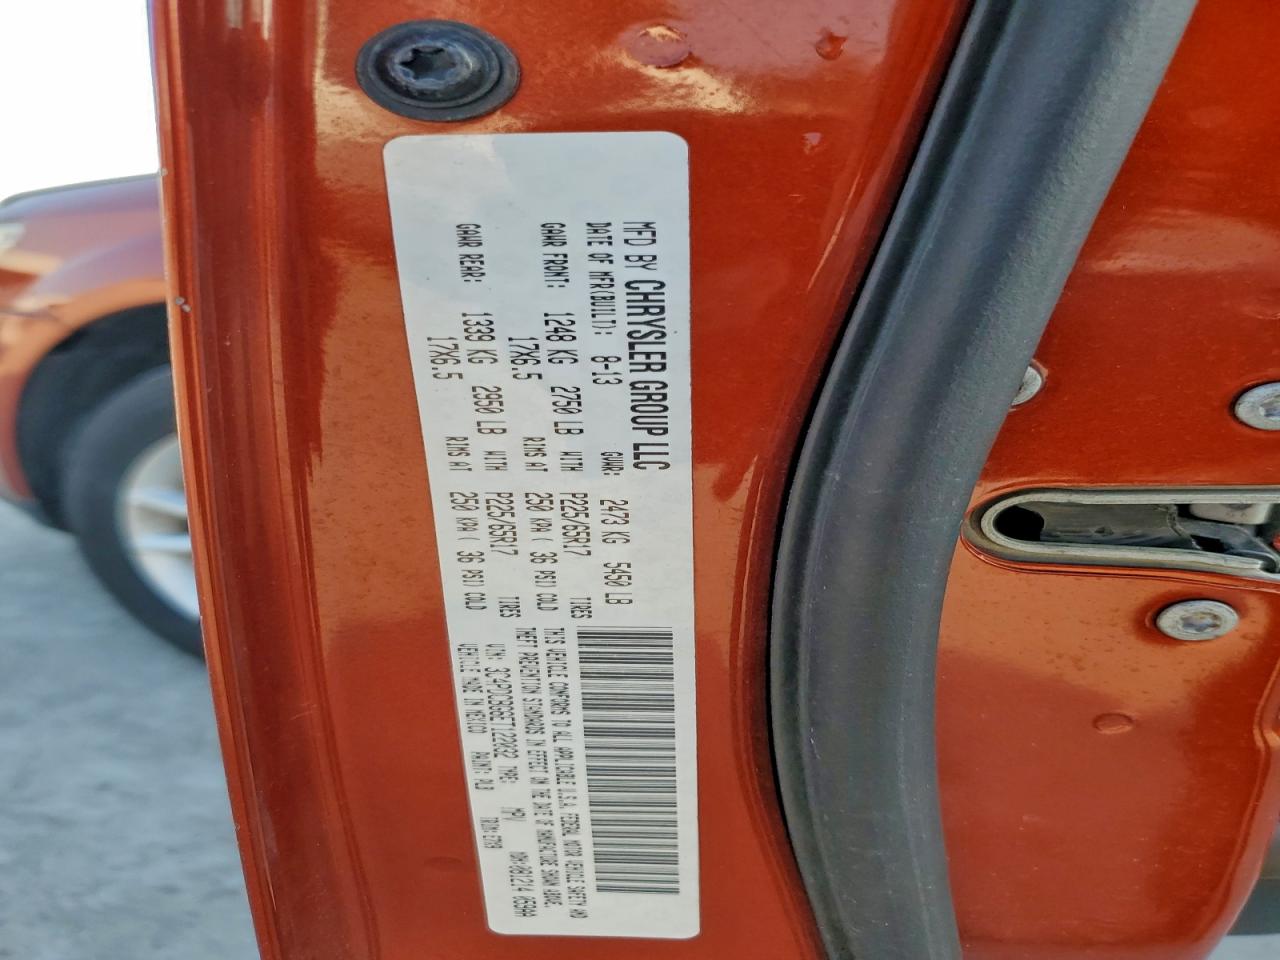 MFD BY CHRYSLER GROUP LLC
DATE OF MFR(BUILT): 8-13 GVWR: 2473 KG 5450 LB
GAWR FRONT: 1248 KG 2750 LB WITH P225/65R17 TIRES
17X6.5 RIMS AT 250 KPA( 36 PSI) COLD
GAWR REAR: 1339 KG 2950 LB WITH P225/65R17 TIRES
17X6.5 RIMS AT 250 KPA( 36 PSI) COLD
THIS VEHICLE CONFORMS TO ALL APPLICABLE U.S.A. FEDERAL MOTOR VEHICLE SAFETY AND
THEFT PREVENTION STANDARDS IN EFFECT ON THE DATE OF MANUFACTURE SHOWN ABOVE.
VIN: TYPE: MPV
VEHICLE MADE IN MEXICO PAINT: TRIM: